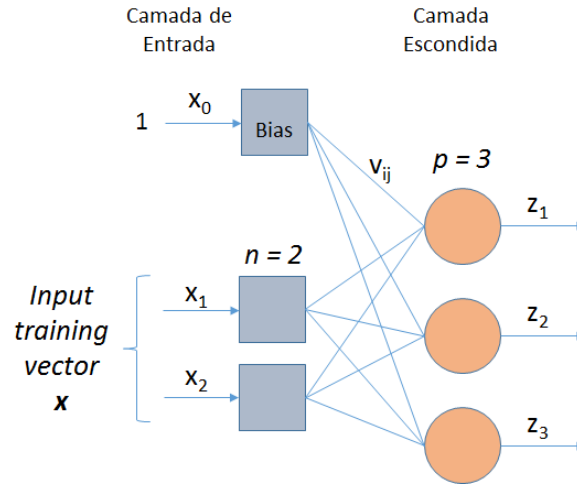 Camada de
Entrada
Camada
Escondida
1
x0
Bias
vij
p = 3
z1
n = 2
Input
training
vector
x
x1
z2
x2
z3